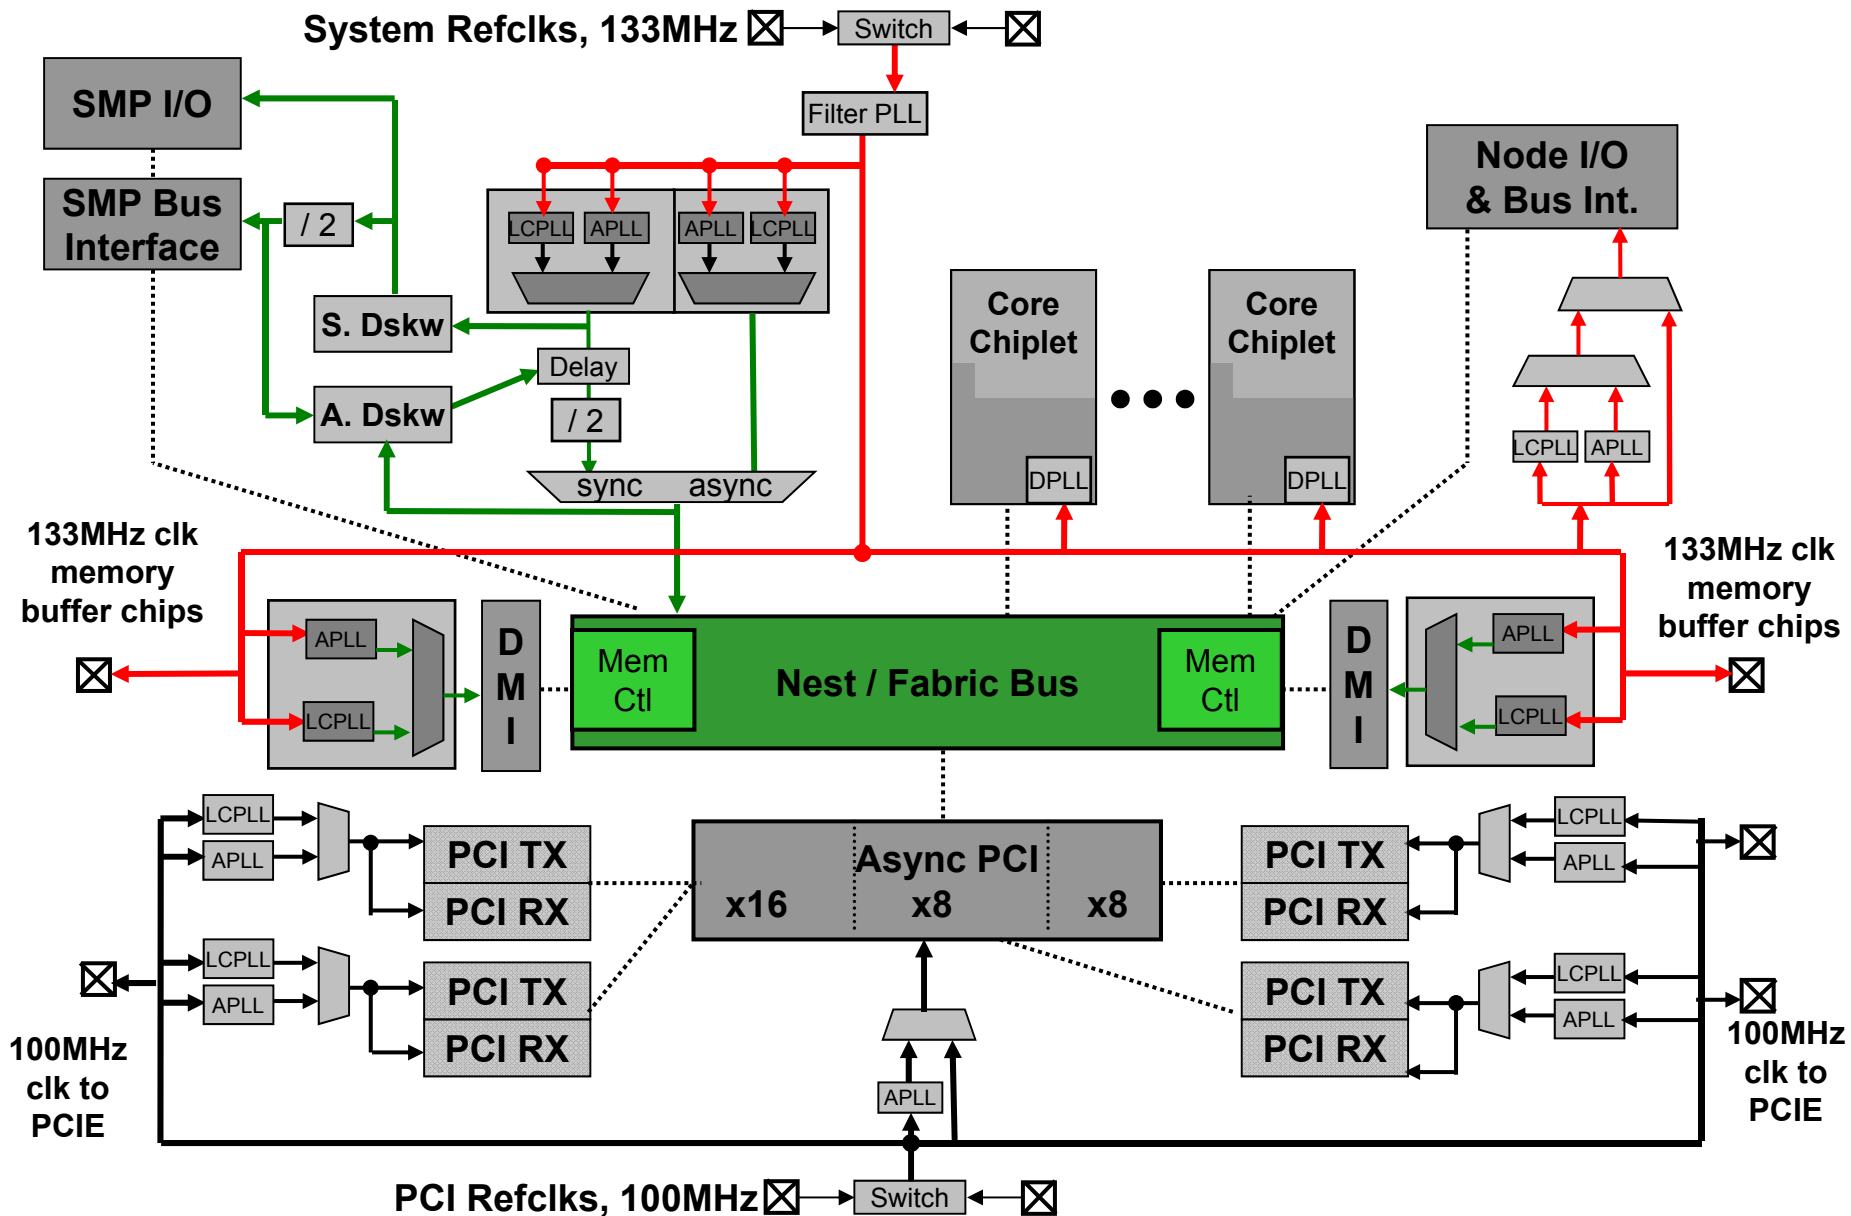 System Refclks, 133MHz
Switch
Filter PLL
SMP I/O
SMP Bus
Interface
/ 2
S. Dskw
A. Dskw
LCPLL
APLL
APLL
LCPLL
Delay
/ 2
sync
async
Core
Chiplet
DPLL
Core
Chiplet
DPLL
Node I/O
& Bus Int.
LCPLL
APLL
133MHz clk
memory
buffer chips
APLL
LCPLL
D
M
I
Mem
Ctl
Nest / Fabric Bus
Mem
Ctl
D
M
I
APLL
LCPLL
133MHz clk
memory
buffer chips
LCPLL
APLL
PCI TX
PCI RX
LCPLL
APLL
PCI TX
PCI RX
100MHz
clk to
PCIE
Async PCI
x16
x8
x8
APLL
PCI TX
PCI RX
LCPLL
APLL
PCI TX
PCI RX
LCPLL
APLL
100MHz
clk to
PCIE
PCI Refclks, 100MHz
Switch